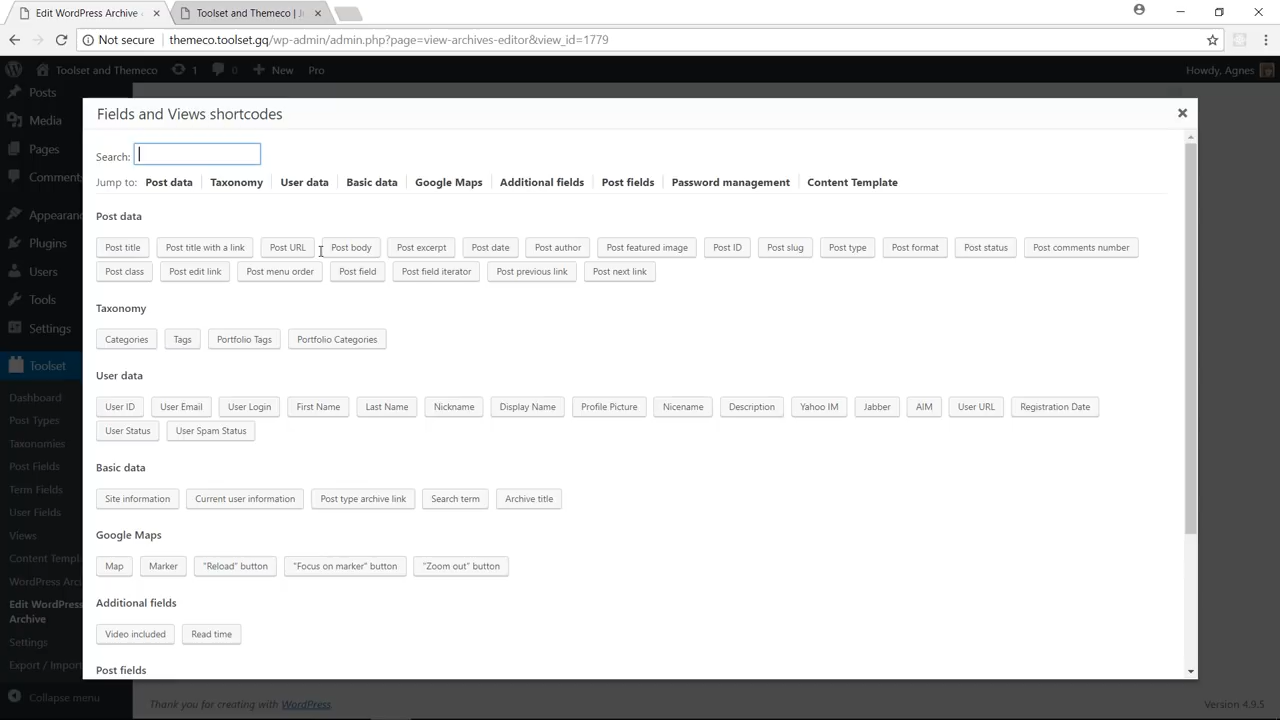 Edit WordPress Archive
Toolset and Themeco | J
Not secure themeco.toolset.gq/wp-admin/admin.php?page=view-archives-editor&view_id=1779
Toolset and Themeco 1 0 New Pro Howdy, Agnes
Posts
Media
Pages
Comments
Appearan
Plugins
Users
Tools
Settings
Toolset
Dashboard
Post Types
Taxonomies
Post Fields
Term Fields
User Fields
Views
Content Templ
WordPress Arc
Edit WordPress
Archive
Settings
Export / Import
Collapse menu
Fields and Views shortcodes
Search:
Jump to: Post data Taxonomy User data Basic data Google Maps Additional fields Post fields Password management Content Template
Post data
Post title Post title with a link Post URL Post body Post excerpt Post date Post author Post featured image Post ID Post slug Post type Post format Post status Post comments number
Post class Post edit link Post menu order Post field Post field iterator Post previous link Post next link
Taxonomy
Categories Tags Portfolio Tags Portfolio Categories
User data
User ID User Email User Login First Name Last Name Nickname Display Name Profile Picture Nicename Description Yahoo IM Jabber AIM User URL Registration Date
User Status User Spam Status
Basic data
Site information Current user information Post type archive link Search term Archive title
Google Maps
Map Marker "Reload" button "Focus on marker" button "Zoom out" button
Additional fields
Video included Read time
Post fields
Thank you for creating with WordPress.
Version 4.9.5